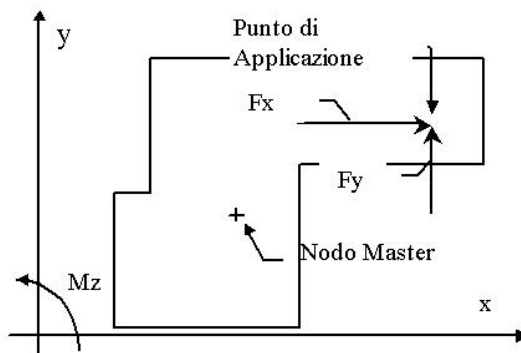 Punto di
y
Applicazione
Fx
Fy
Nodo Master
Mz
x